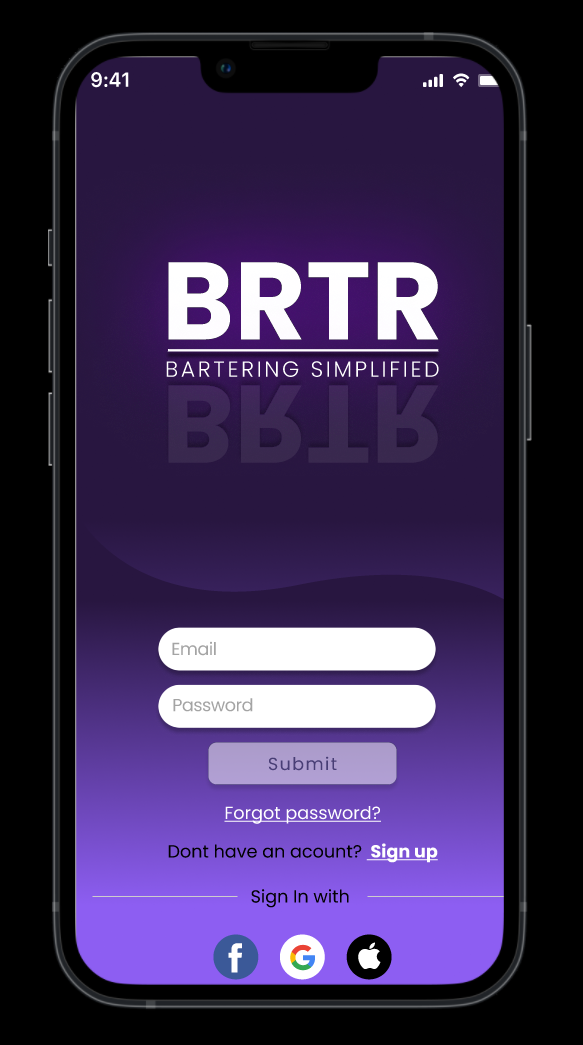 9:41
BRTR
BARTERING SIMPLIFIED
BRTR
Email
Password
Submit
Forgot password?
Dont have an acount? Sign up
Sign In with